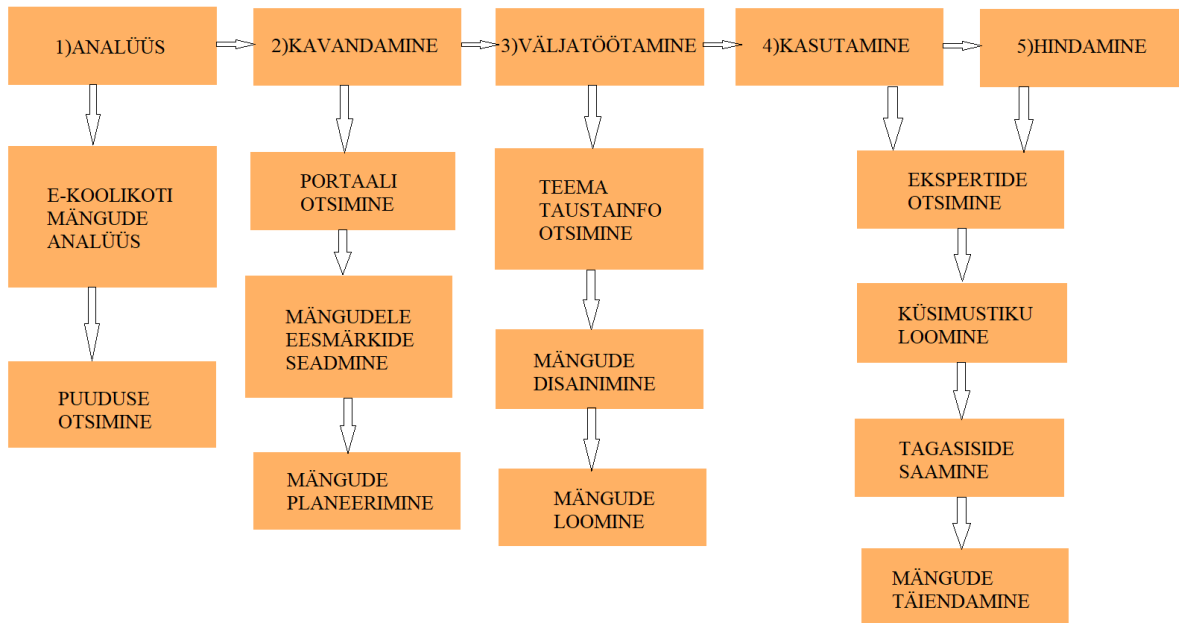 1)ANALÜÜS
2)KAVANDAMINE
3)VÄLJATÖÖTAMINE
4)KASUTAMINE
5)HINDAMINE
E-KOOLIKOTI
MÄNGUDE
ANALÜÜS
PUUDUSE
OTSIMINE
PORTAALI
OTSIMINE
MÄNGUDELE
EESMÄRKIDE
SEADMINE
MÄNGUDE
PLANEERIMINE
TEEMA
TAUSTAINFO
OTSIMINE
MÄNGUDE
DISAINIMINE
MÄNGUDE
LOOMINE
EKSPERTIDE
OTSIMINE
KÜSIMUSTIKU
LOOMINE
TAGASISIDE
SAAMINE
MÄNGUDE
TÄIENDAMINE